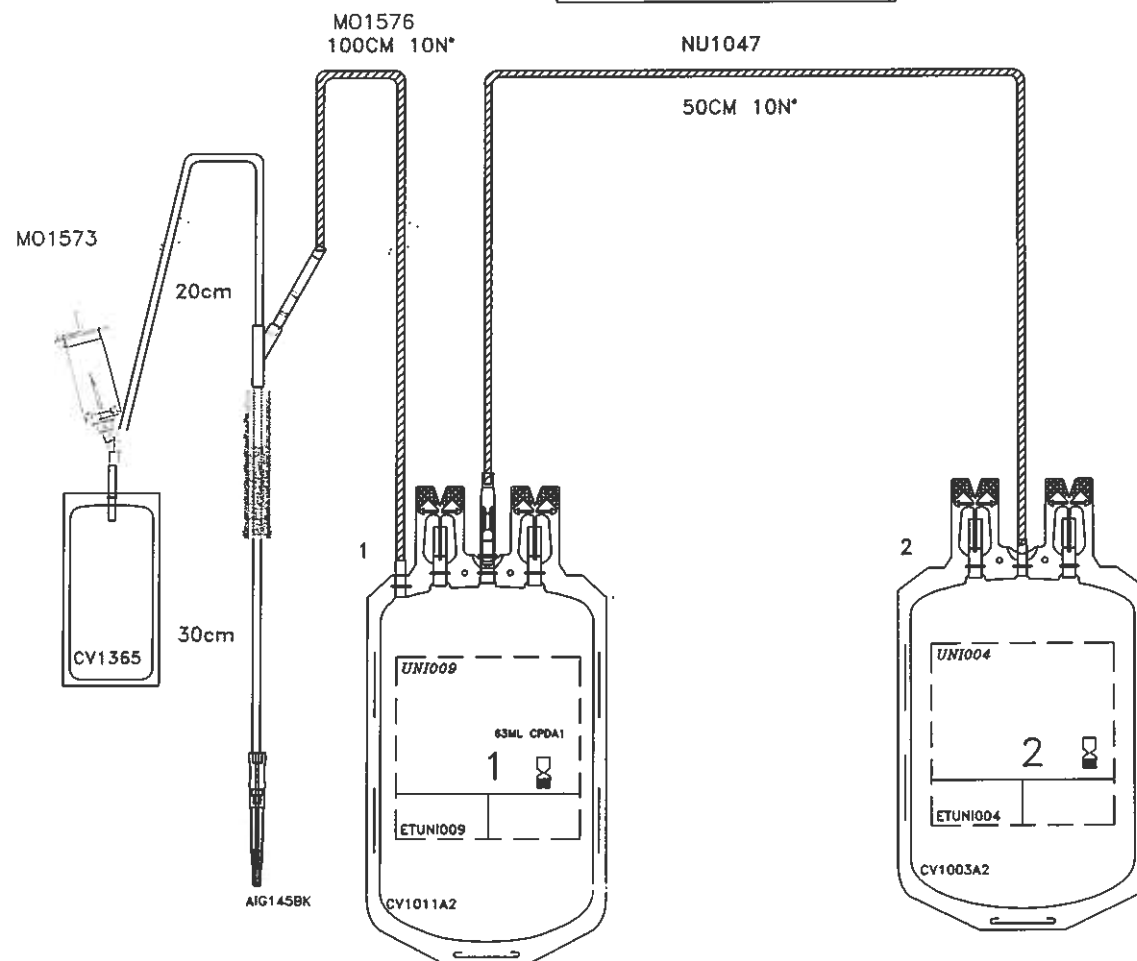 MO1576
100CM 10N°
NU1047
50CM 10N°
MO1573
20cm
1
2
30cm
CV1365
UNI009
63ML CPDA1
1
ETUNI009
CV1011A2
AIG145BK
UNI004
2
ETUNI004
CV1003A2